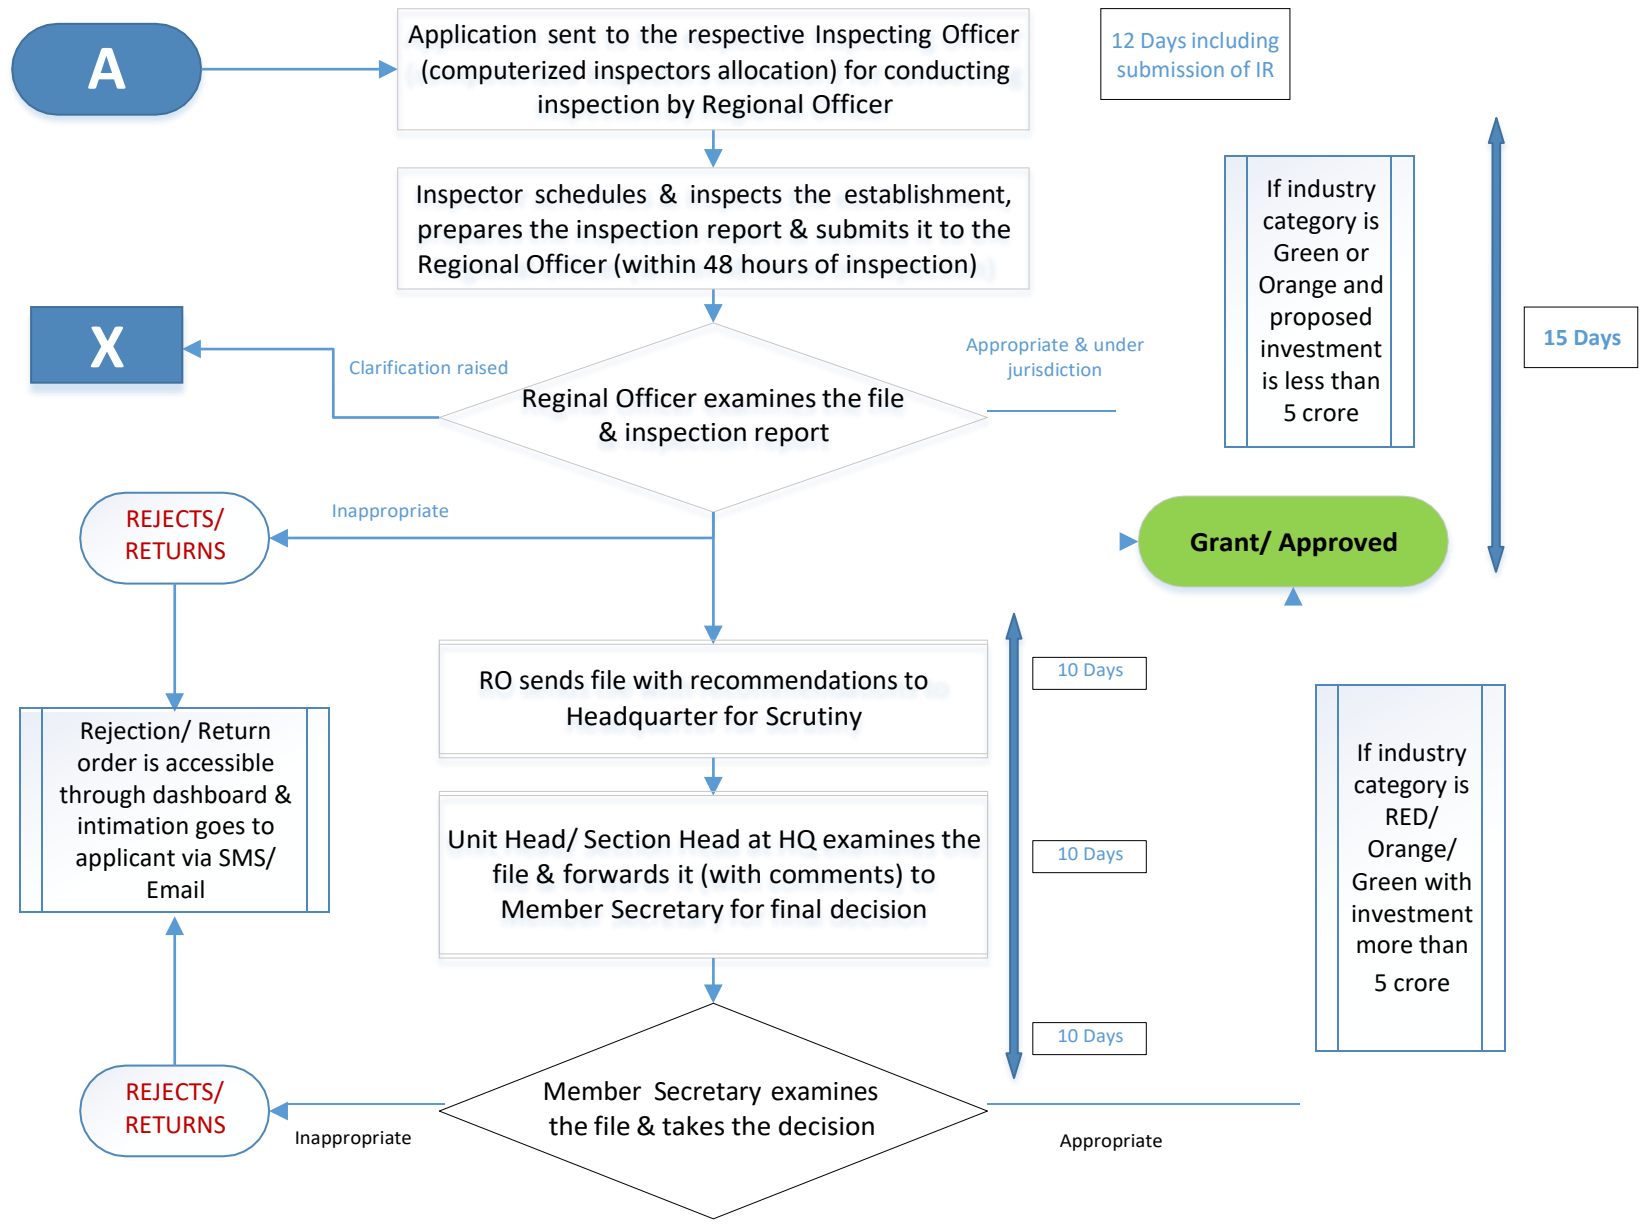 A
Application sent to the respective Inspecting Officer
(computerized inspectors allocation) for conducting
inspection by Regional Officer
12 Days including
submission of IR
Inspector schedules & inspects the establishment,
prepares the inspection report & submits it to the
Regional Officer (within 48 hours of inspection)
If industry
category is
Green or
Orange and
proposed
investment
is less than
5 crore
15 Days
X
Clarification raised
Appropriate & under
jurisdiction
Reginal Officer examines the file
& inspection report
REJECTS/
RETURNS
Inappropriate
Grant/ Approved
RO sends file with recommendations to
Headquarter for Scrutiny
10 Days
Rejection/ Return
order is accessible
through dashboard &
intimation goes to
applicant via SMS/
Email
Unit Head/ Section Head at HQ examines the
file & forwards it (with comments) to
Member Secretary for final decision
10 Days
If industry
category is
RED/
Orange/
Green with
investment
more than
5 crore
10 Days
REJECTS/
RETURNS
Inappropriate
Member Secretary examines
the file & takes the decision
Appropriate